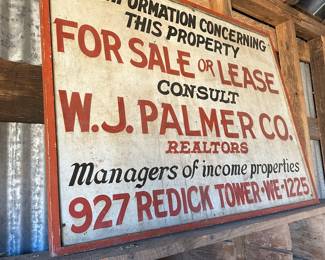 INFORMATION CONCERNING
THIS PROPERTY
FOR SALE OR LEASE
CONSULT
W.J. PALMER CO.
REALTORS
Managers of income properties
927 REDICK TOWER-WE-1225